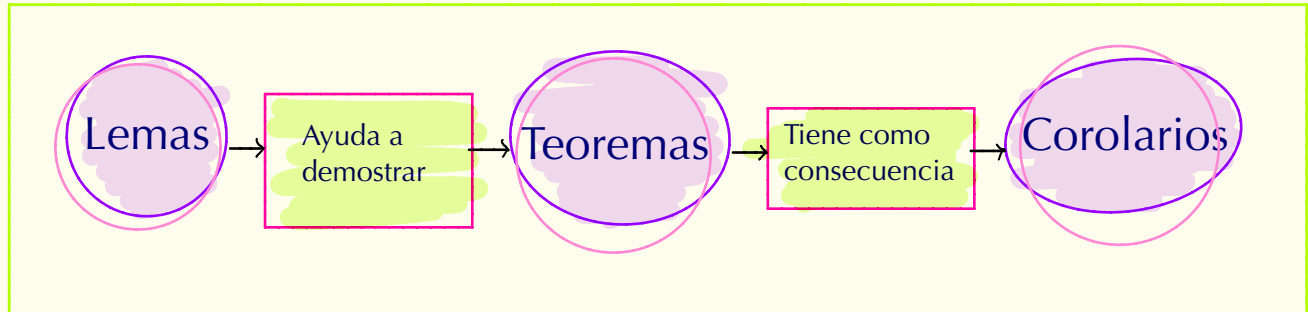 Lemas
Ayuda a
demostrar
Teoremas
Tiene como
consecuencia
Corolarios